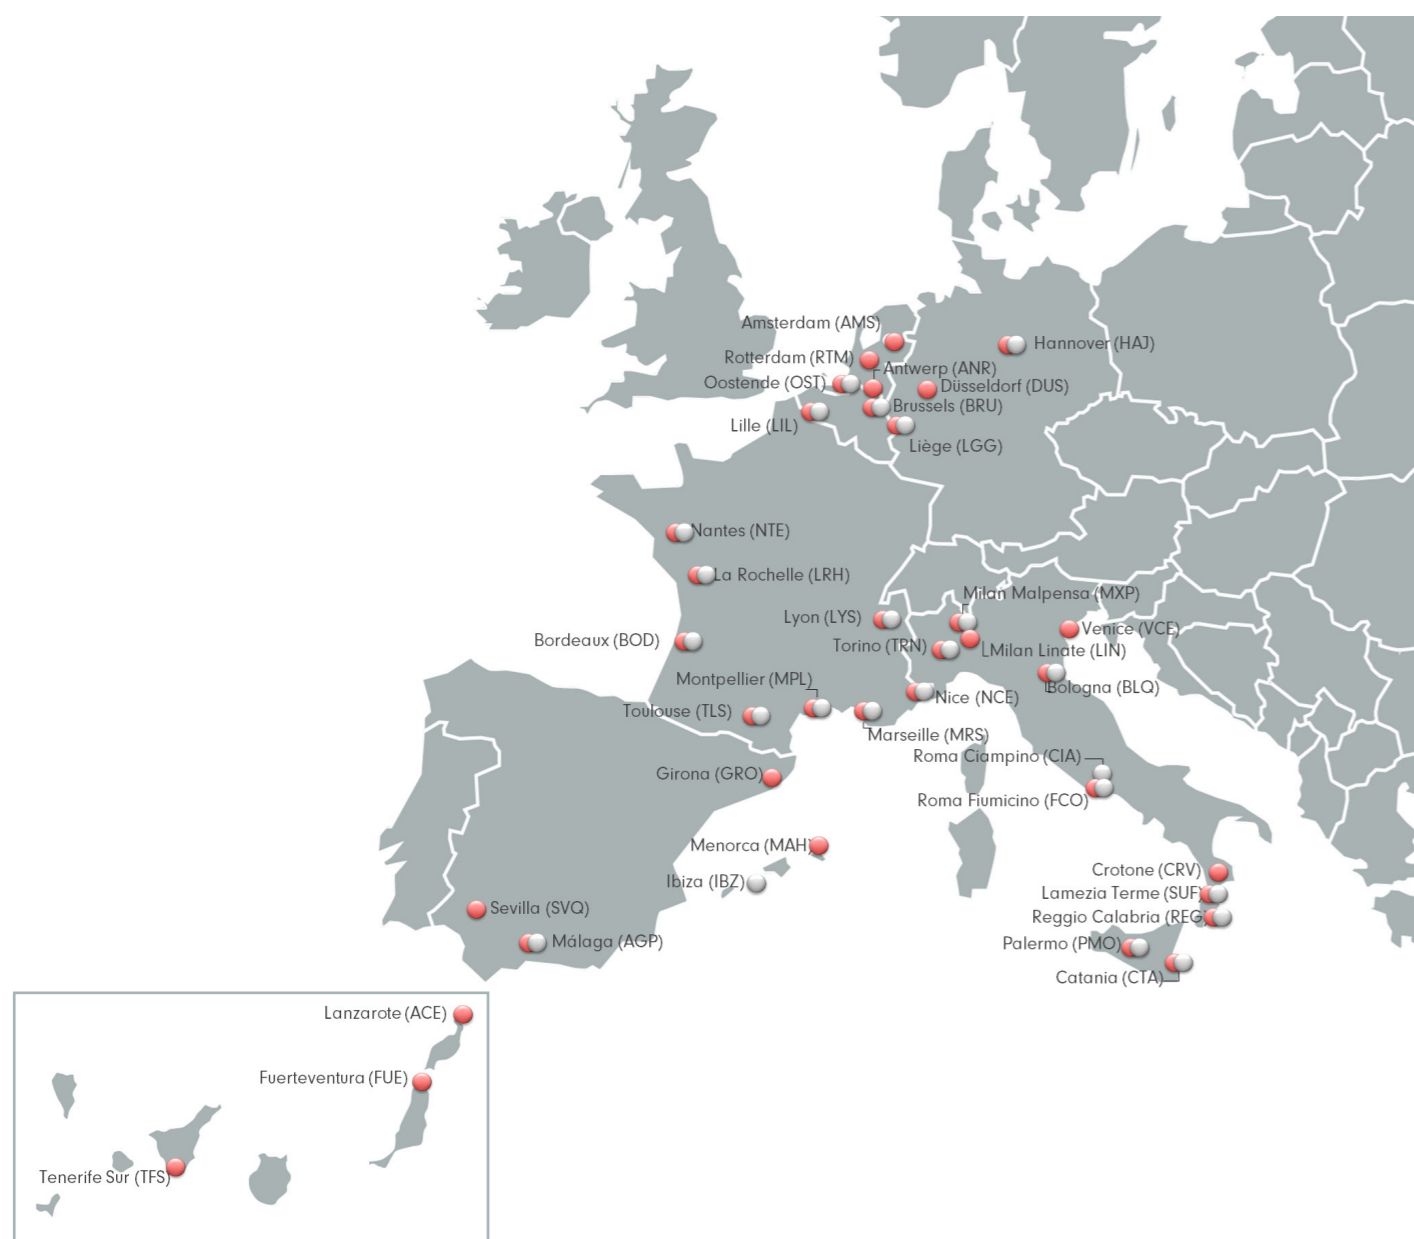 Amsterdam (AMS)
Hannover (HAJ)
Rotterdam (RTM)
Antwerp (ANR)
Oostende (OST)
Düsseldorf (DUS)
Brussels (BRU)
Lille (LIL)
Liège (LGG)
Nantes (NTE)
La Rochelle (LRH)
Milan Malpensa (MXP)
Lyon (LYS)
Venice (VCE)
Bordeaux (BOD)
Torino (TRN)
Milan Linate (LIN)
Montpellier (MPL)
Bologna (BLQ)
Nice (NCE)
Toulouse (TLS)
Marseille (MRS)
Roma Ciampino (CIA)
Girona (GRO)
Roma Fiumicino (FCO)
Menorca (MAH)
Crotone (CRV)
Ibiza (IBZ)
Lamezia Terme (SUF)
Sevilla (SVQ)
Reggio Calabria (REG)
Málaga (AGP)
Palermo (PMO)
Catania (CTA)
Lanzarote (ACE)
Fuerteventura (FUE)
Tenerife Sur (TFS)